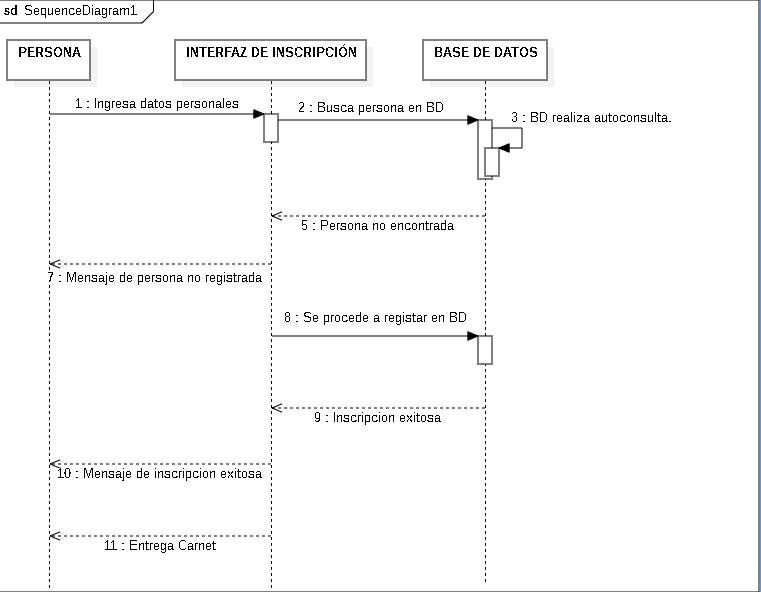 sd SequenceDiagram1
PERSONA
INTERFAZ DE INSCRIPCIÓN
BASE DE DATOS
1 : Ingresa datos personales
2 : Busca persona en BD
3 : BD realiza autoconsulta.
5 : Persona no encontrada
7 : Mensaje de persona no registrada
8 : Se procede a registar en BD
9 : Inscripcion exitosa
10 : Mensaje de inscripcion exitosa
11 : Entrega Carnet